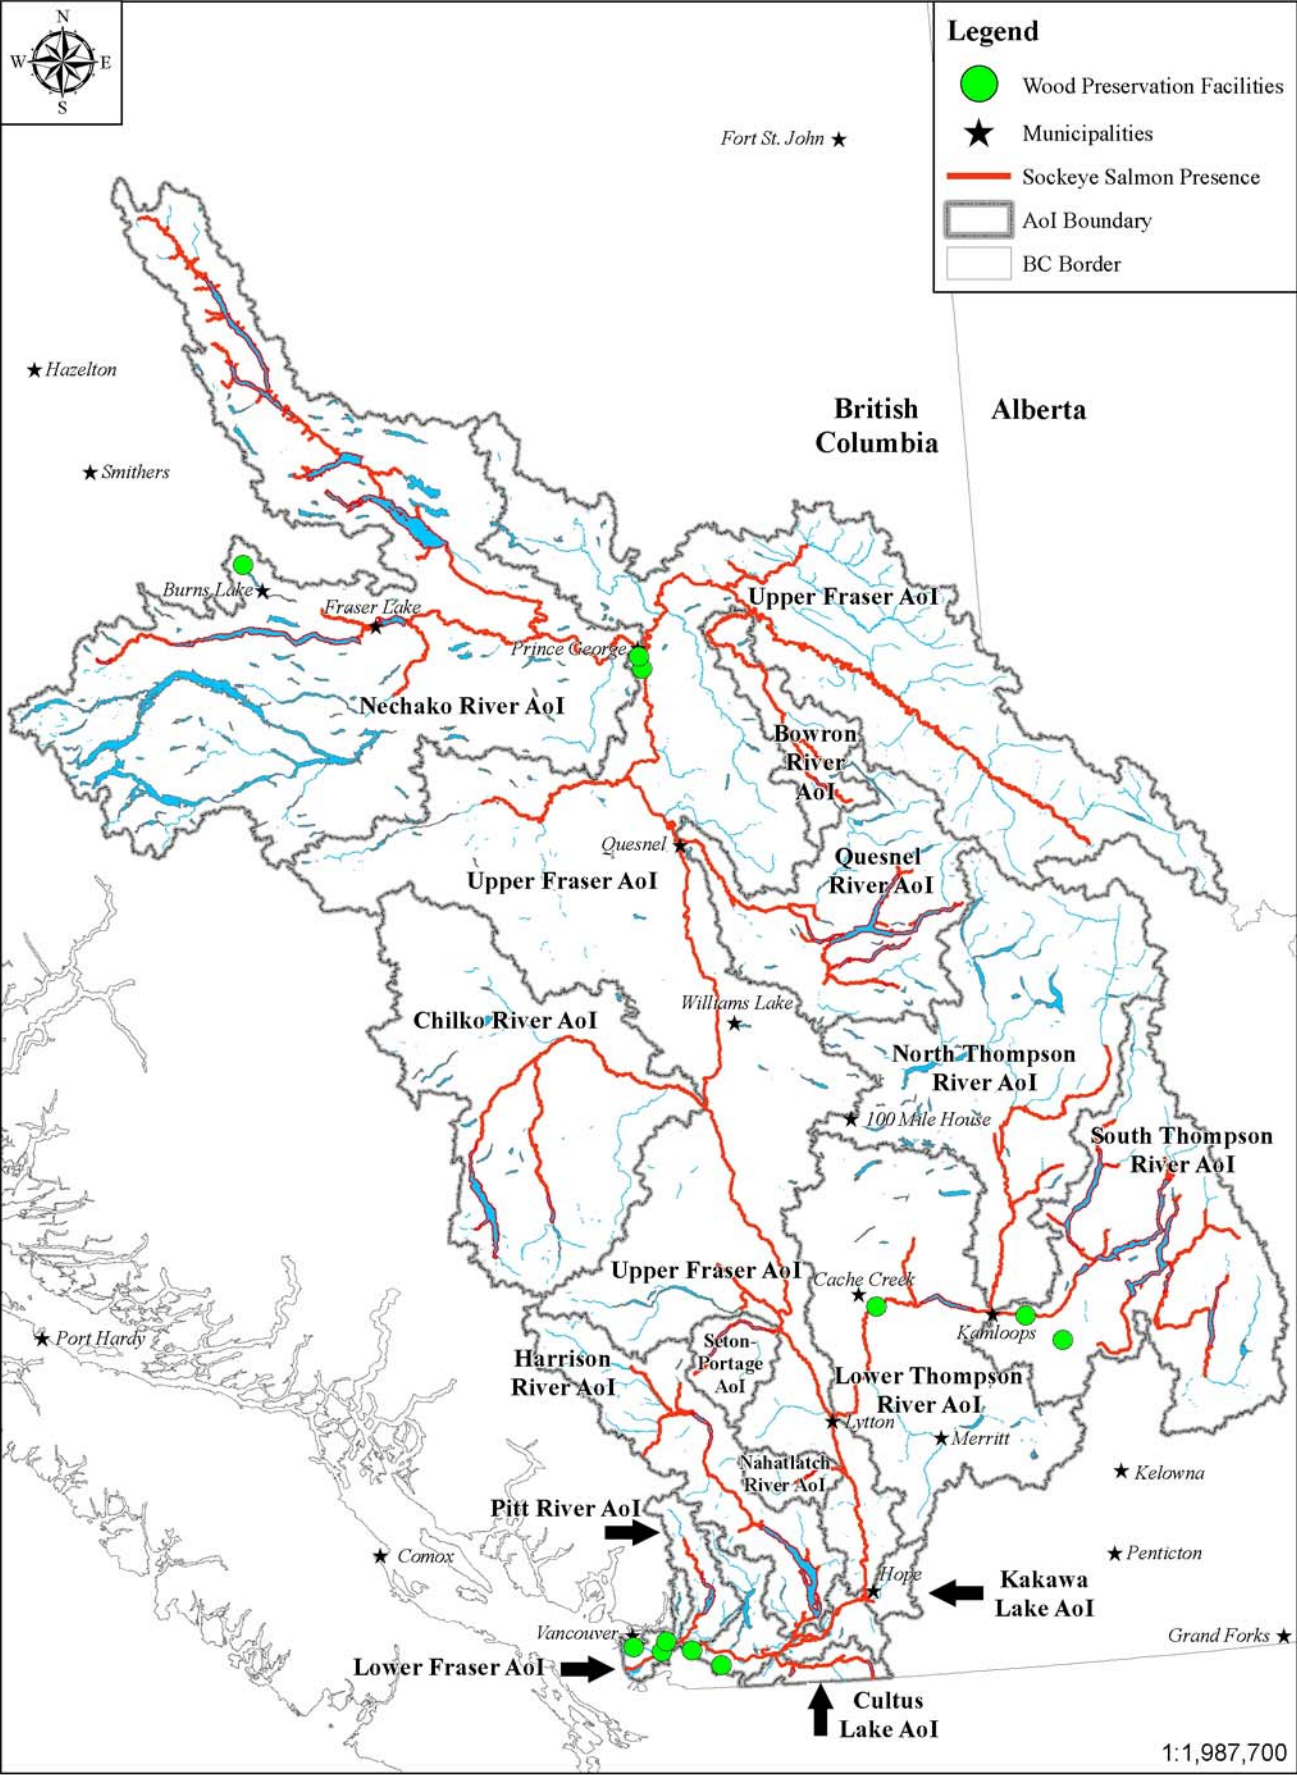 N
W
E
S
Legend
Wood Preservation Facilities
Municipalities
Sockeye Salmon Presence
AoI Boundary
BC Border
Fort St. John
Hazelton
British
Columbia
Alberta
Smithers
Burns Lake
Fraser Lake
Upper Fraser AoI
Prince George
Nechako River AoI
Bowron
River
AoI
Quesnel
Quesnel
River AoI
Upper Fraser AoI
Williams Lake
Chilko River AoI
North Thompson
River AoI
100 Mile House
South Thompson
River AoI
Upper Fraser AoI
Cache Creek
Port Hardy
Kamloops
Seton-
Portage
AoI
Harrison
River AoI
Lower Thompson
River AoI
Lytton
Merritt
Nahatlatch
River AoI
Kelowna
Pitt River AoI
Comox
Penticton
Hope
Kakawa
Lake AoI
Vancouver
Grand Forks
Lower Fraser AoI
Cultus
Lake AoI
1:1,987,700